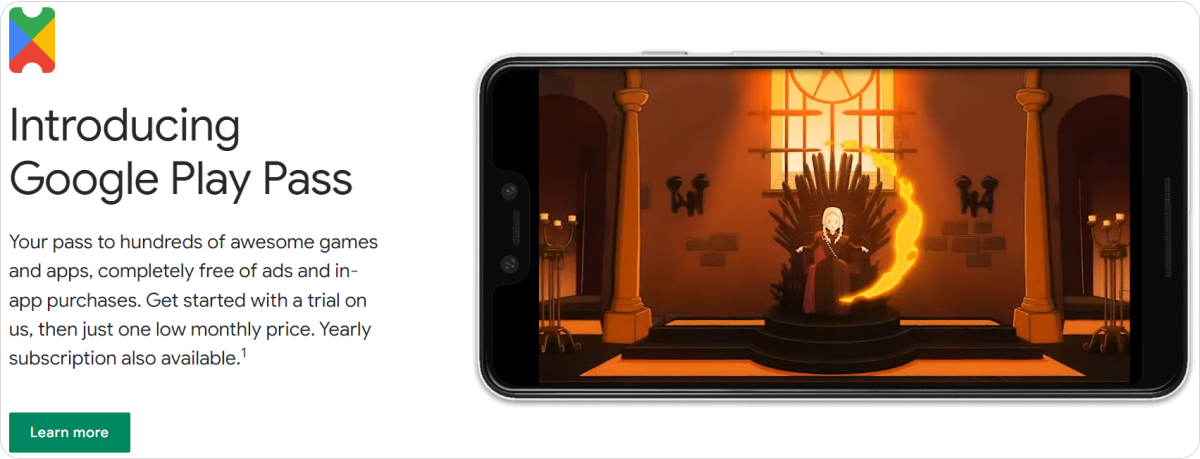 Introducing
Google Play Pass
Your pass to hundreds of awesome games
and apps, completely free of ads and in-
app purchases. Get started with a trial on
us, then just one low monthly price. Yearly
subscription also available.¹
Learn more